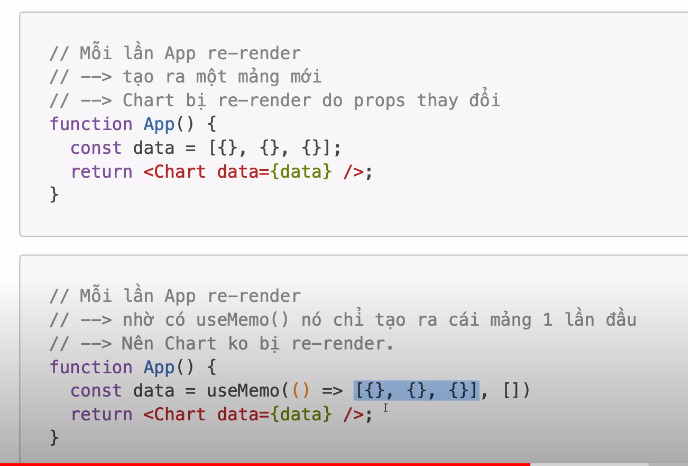 // Mỗi lần App re-render
// --> tạo ra một mảng mới
// --> Chart bị re-render do props thay đổi
function App() {
  const data = [{}, {}, {}];
  return <Chart data={data} />;
}
// Mỗi lần App re-render
// --> nhờ có useMemo() nó chỉ tạo ra cái mảng 1 lần đầu
// --> Nên Chart ko bị re-render.
function App() {
  const data = useMemo(() => [{}, {}, {}], [])
  return <Chart data={data} />;
}